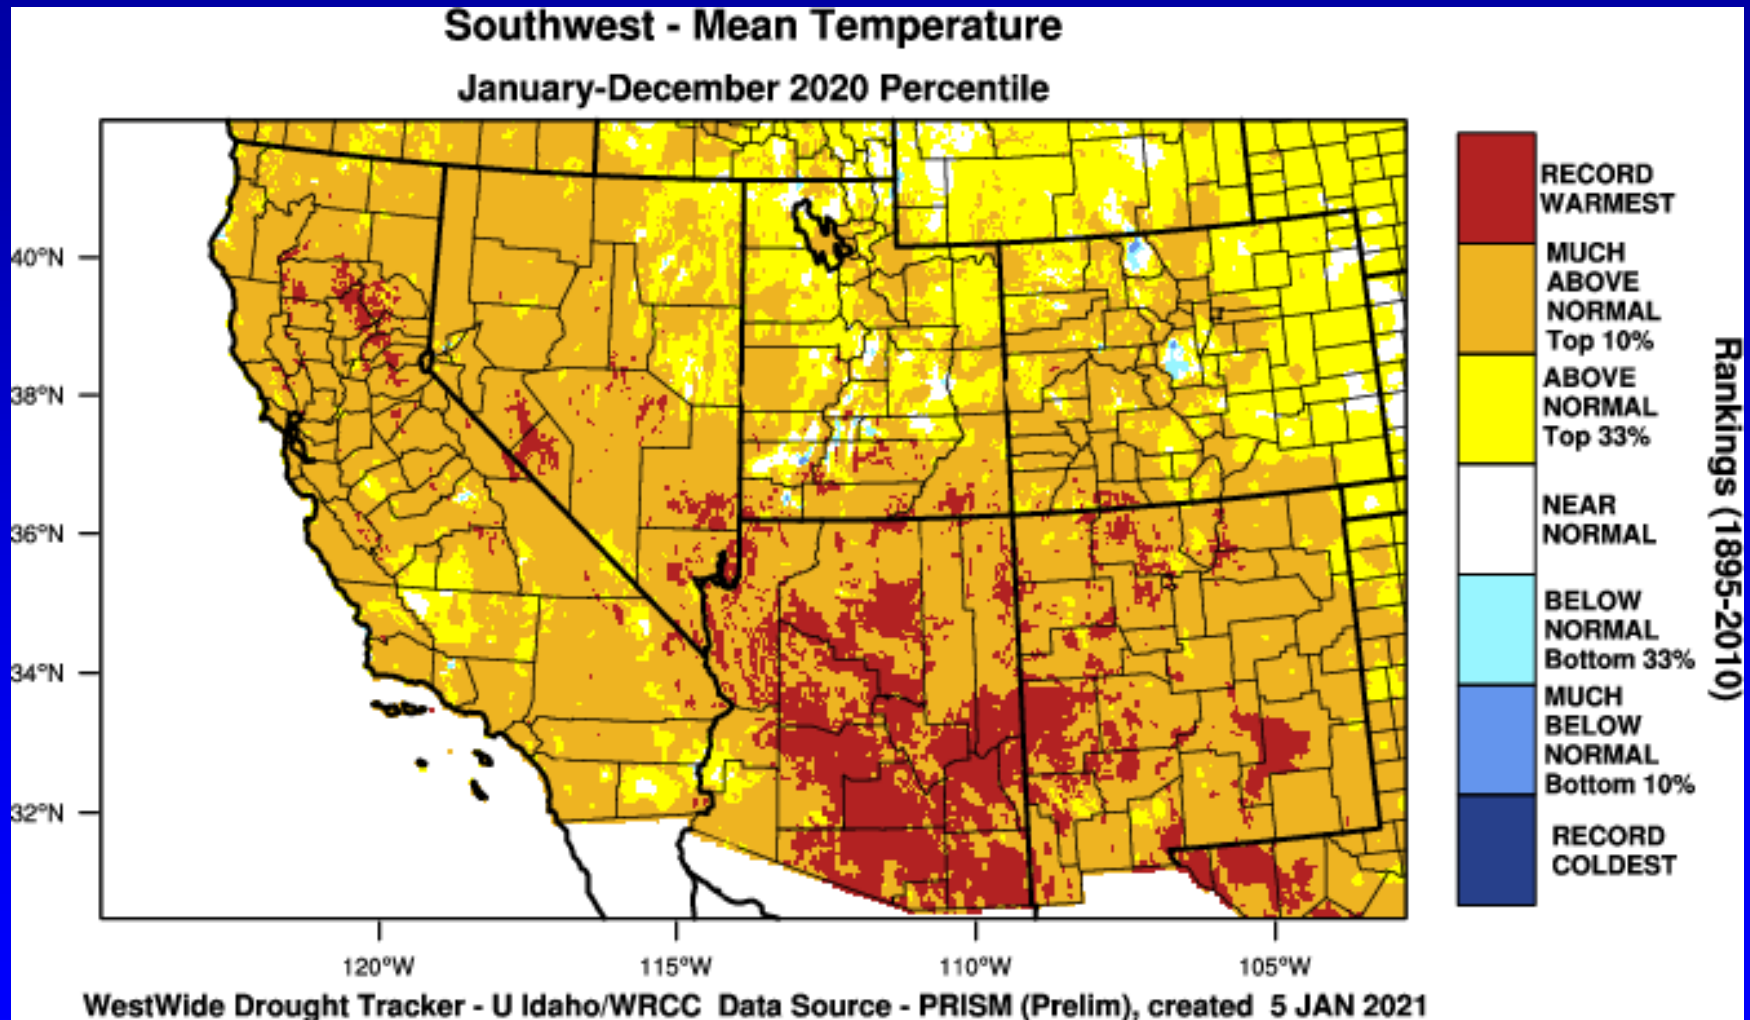 Southwest - Mean Temperature
January-December 2020 Percentile
40°N
38°N
36°N
34°N
32°N
120°W
115°W
110°W
105°W
RECORD
WARMEST
MUCH
ABOVE
NORMAL
Top 10%
ABOVE
NORMAL
Top 33%
NEAR
NORMAL
BELOW
NORMAL
Bottom 33%
MUCH
BELOW
NORMAL
Bottom 10%
RECORD
COLDEST
Rankings (1895-2010)
WestWide Drought Tracker - U Idaho/WRCC  Data Source - PRISM (Prelim), created  5 JAN 2021